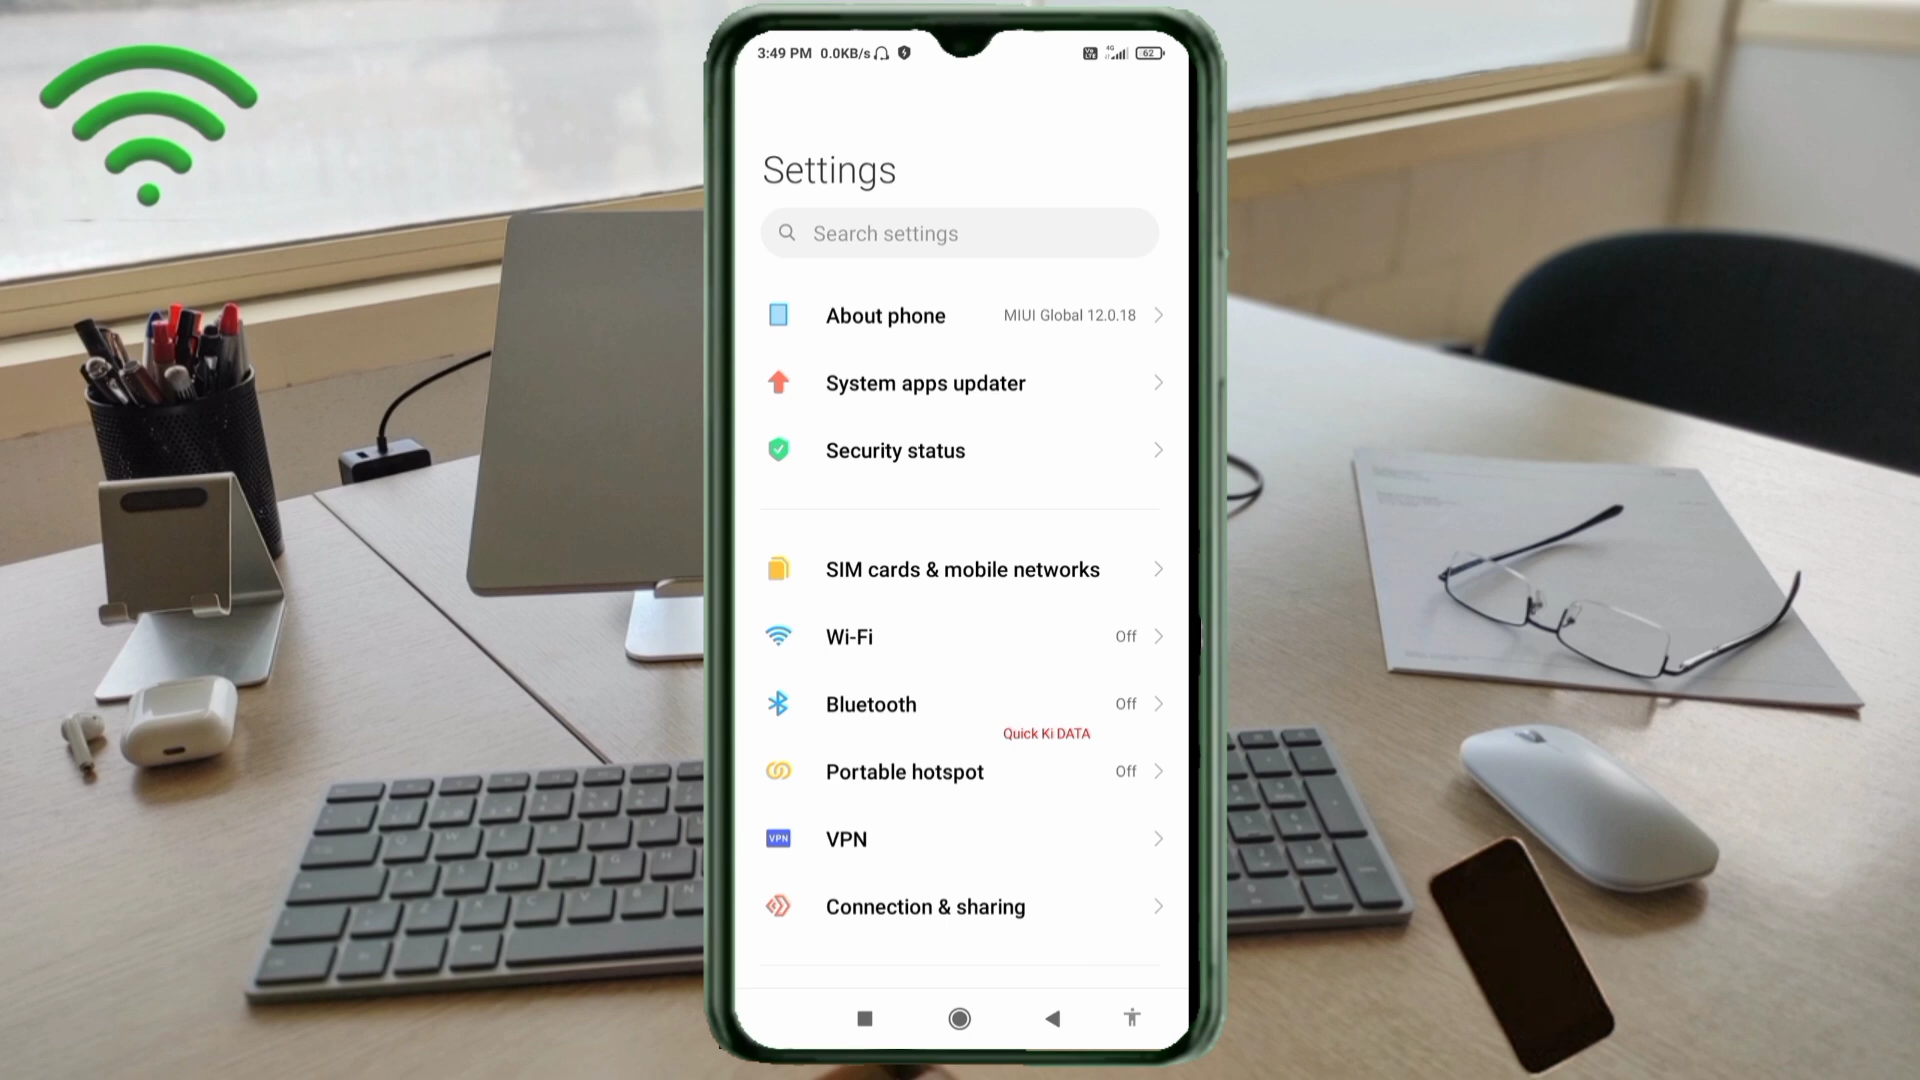 3:49 PM 0.0KB/s
4G
62
Settings
Search settings
About phone MIUI Global 12.0.18
System apps updater
Security status
SIM cards & mobile networks
Wi-Fi Off
Bluetooth Off
Quick Ki DATA
Portable hotspot Off
VPN VPN
Connection & sharing